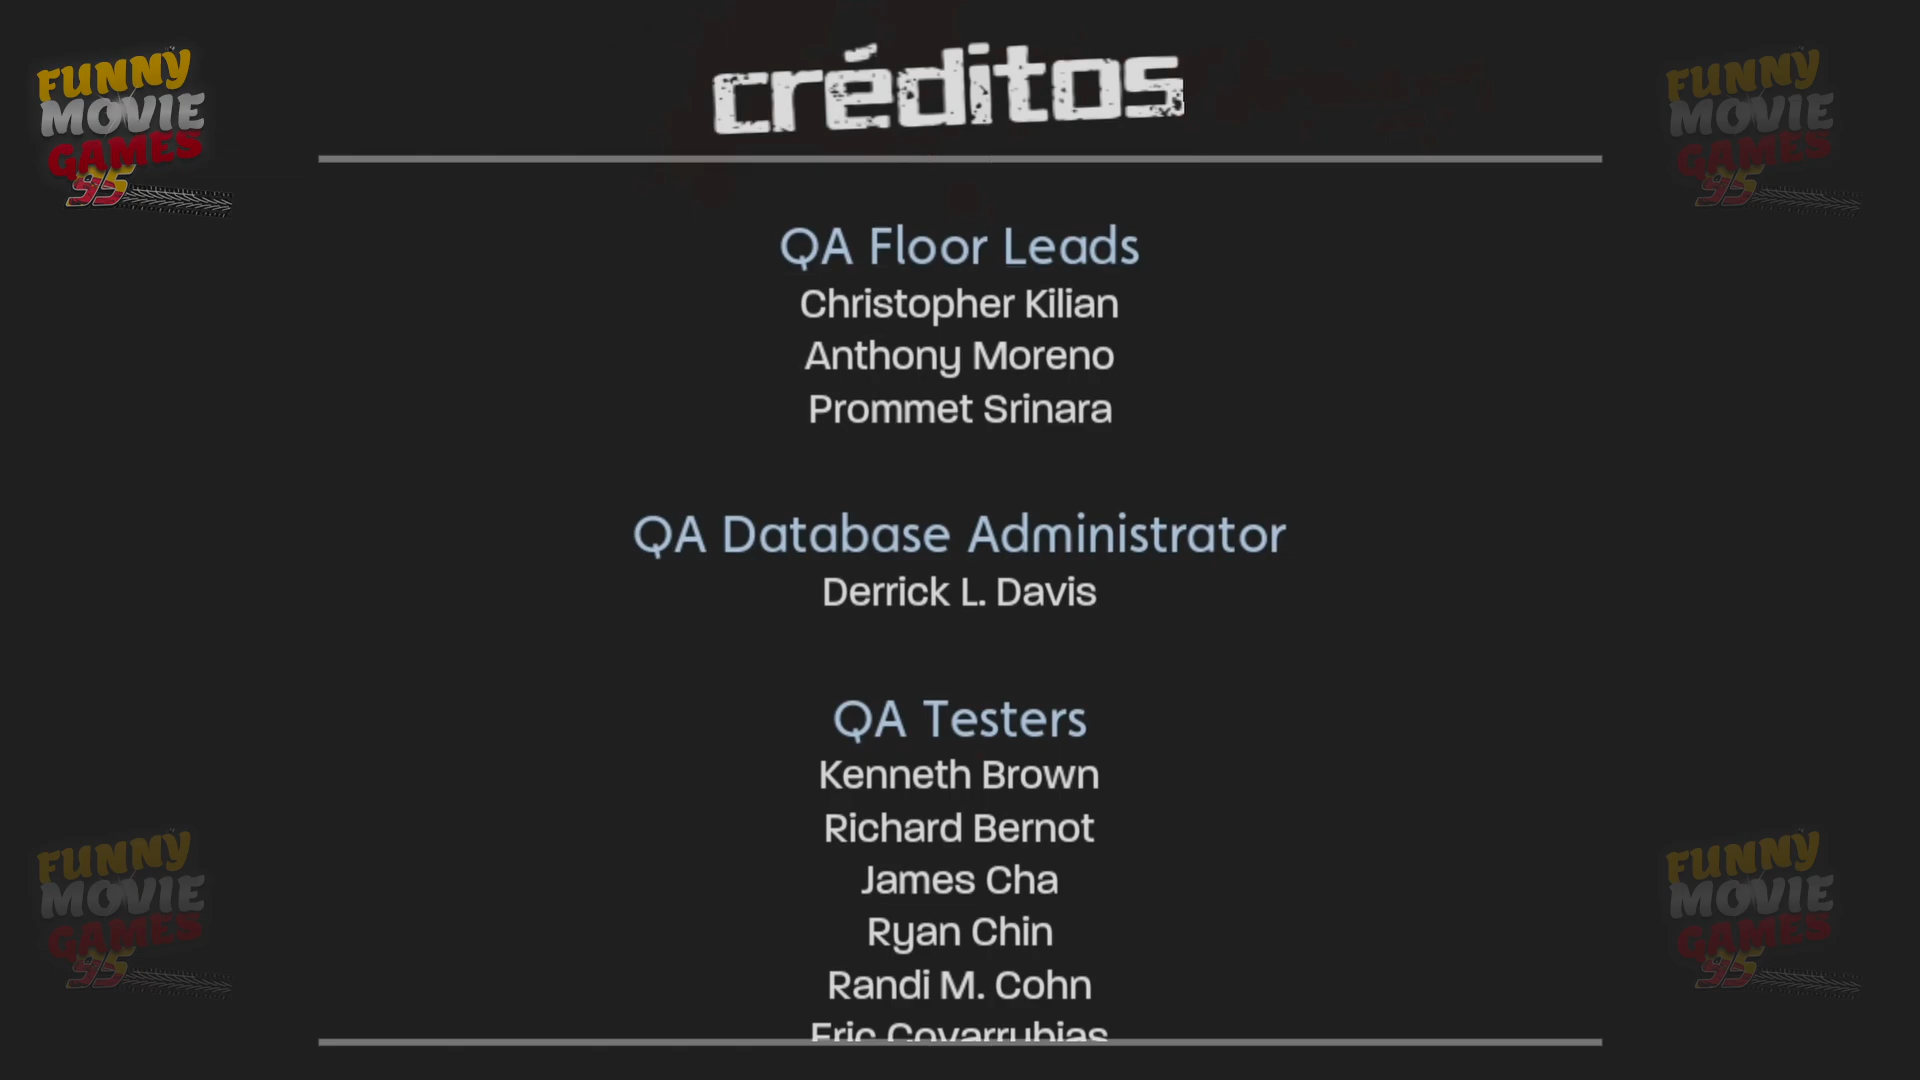 créditos
FUNNY
MOVIE
GAMES
95
FUNNY
MOVIE
GAMES
95
QA Floor Leads
Christopher Kilian
Anthony Moreno
Prommet Srinara
QA Database Administrator
Derrick L. Davis
QA Testers
Kenneth Brown
Richard Bernot
James Cha
Ryan Chin
Randi M. Cohn
Eric Covarrubias
FUNNY
MOVIE
GAMES
95
FUNNY
MOVIE
GAMES
95